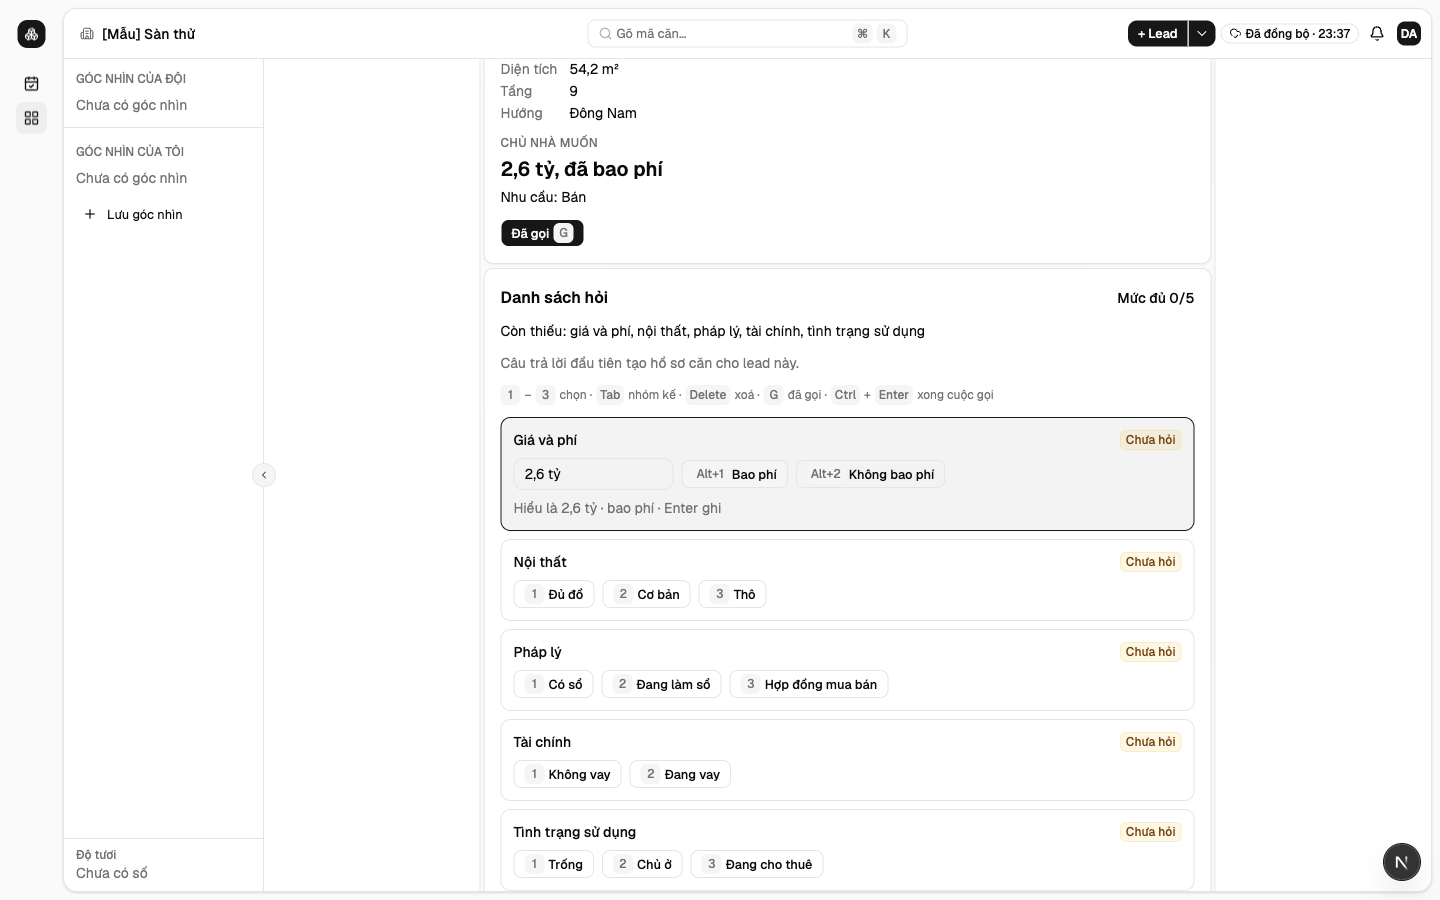 [Mẫu] Sàn thử
Gõ mã căn... ⌘ K
+ Lead
Đã đồng bộ · 23:37
DA
GÓC NHÌN CỦA ĐỘI
Chưa có góc nhìn
GÓC NHÌN CỦA TÔI
Chưa có góc nhìn
+ Lưu góc nhìn
Độ tươi
Chưa có số
Diện tích 54,2 m²
Tầng 9
Hướng Đông Nam
CHỦ NHÀ MUỐN
2,6 tỷ, đã bao phí
Nhu cầu: Bán
Đã gọi G
Danh sách hỏi Mức đủ 0/5
Còn thiếu: giá và phí, nội thất, pháp lý, tài chính, tình trạng sử dụng
Câu trả lời đầu tiên tạo hồ sơ căn cho lead này.
1 – 3 chọn · Tab nhóm kế · Delete xoá · G đã gọi · Ctrl + Enter xong cuộc gọi
Giá và phí Chưa hỏi
2,6 tỷ Alt+1 Bao phí Alt+2 Không bao phí
Hiểu là 2,6 tỷ · bao phí · Enter ghi
Nội thất Chưa hỏi
1 Đủ đồ 2 Cơ bản 3 Thô
Pháp lý Chưa hỏi
1 Có sổ 2 Đang làm sổ 3 Hợp đồng mua bán
Tài chính Chưa hỏi
1 Không vay 2 Đang vay
Tình trạng sử dụng Chưa hỏi
1 Trống 2 Chủ ở 3 Đang cho thuê
N